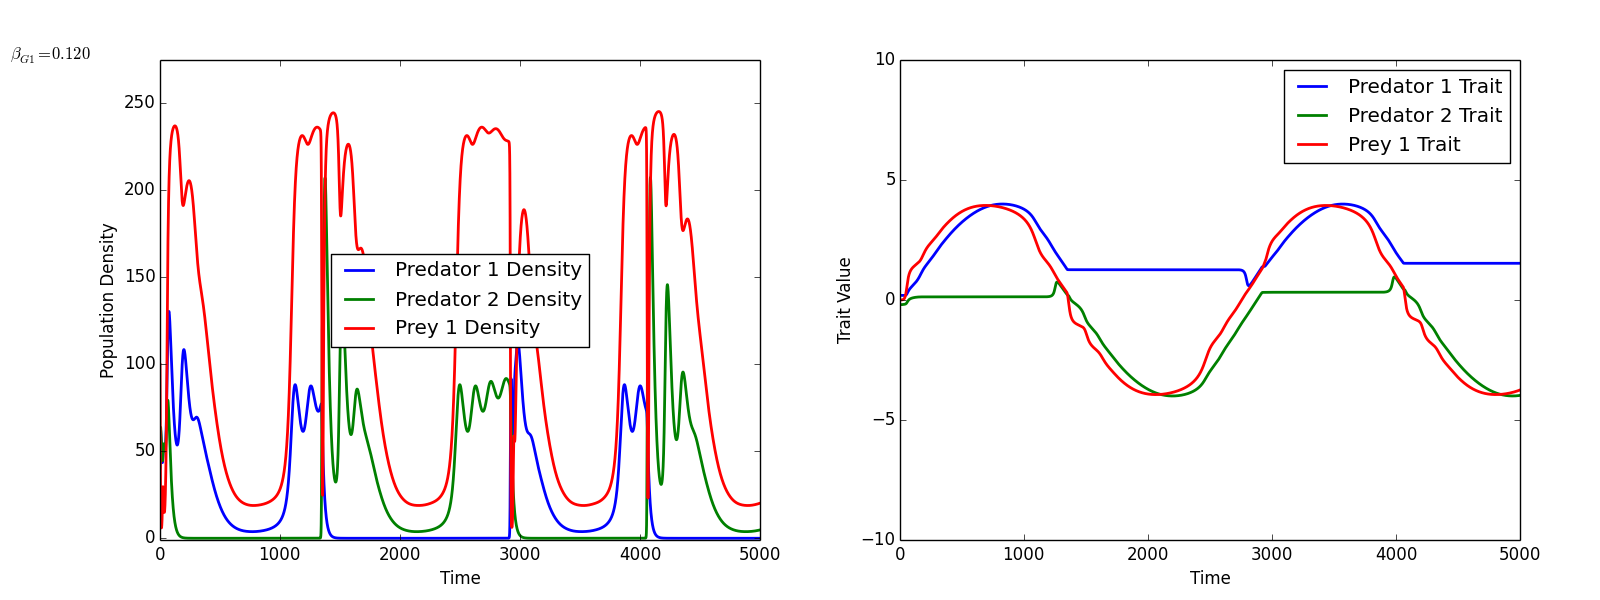 β_G1=0.120
Population Density
250
200
150
100
50
0
0 1000 2000 3000 4000 5000
Time
Predator 1 Density
Predator 2 Density
Prey 1 Density
Trait Value
10
5
0
−5
−10
0 1000 2000 3000 4000 5000
Time
Predator 1 Trait
Predator 2 Trait
Prey 1 Trait